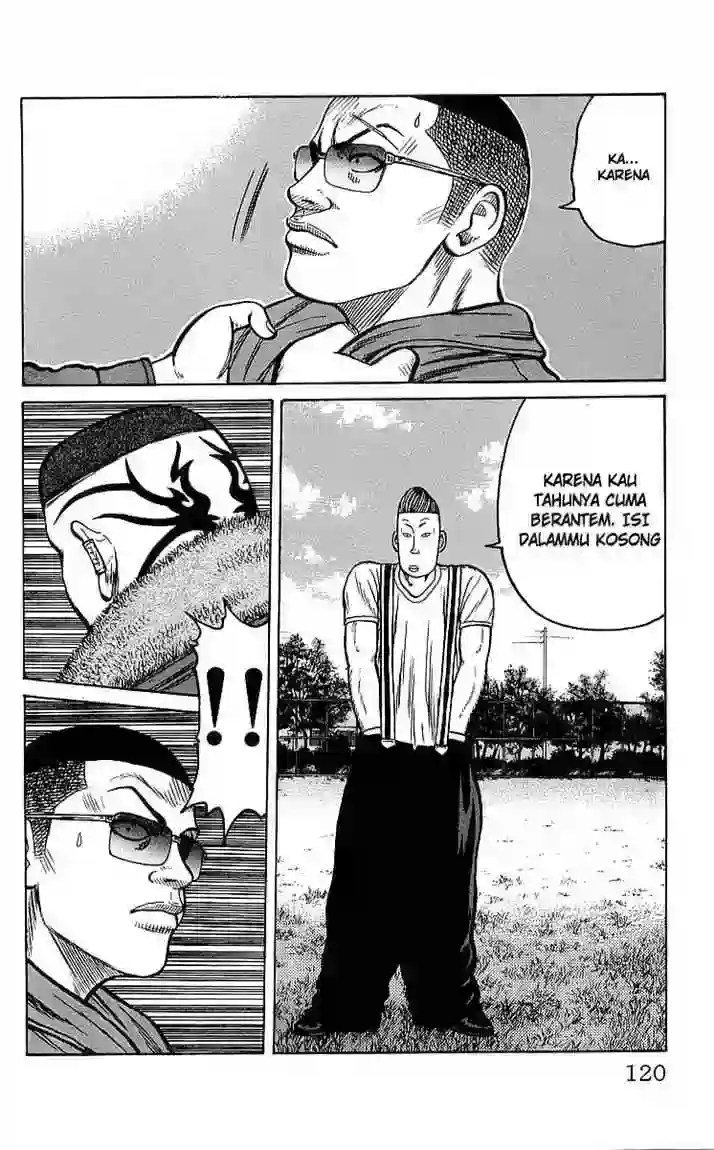 KA...
KARENA
KARENA KAU
TAHUNYA CUMA
BERANTEM. ISI
DALAMMU KOSONG
!!
120